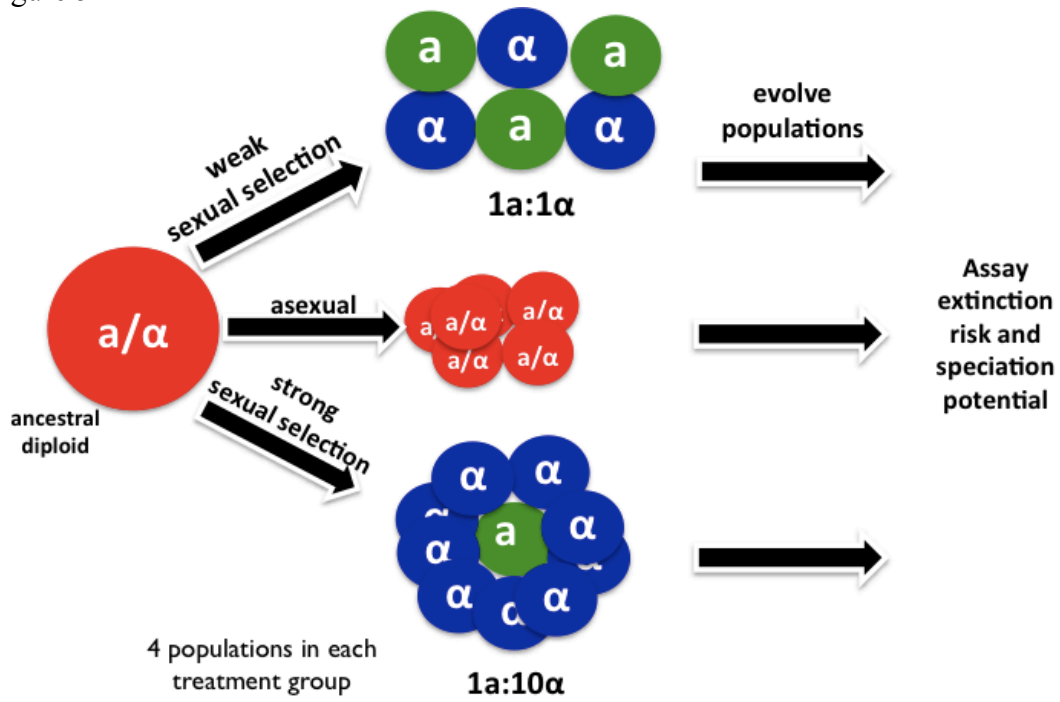 a α a
α a α
1a:1α
weak
sexual selection
evolve
populations
a/α
ancestral
diploid
asexual
a/α a/α
a/α a/α
Assay
extinction
risk and
speciation
potential
strong
sexual selection
α α
a α
α
α α α
α
4 populations in each
treatment group
1a:10α